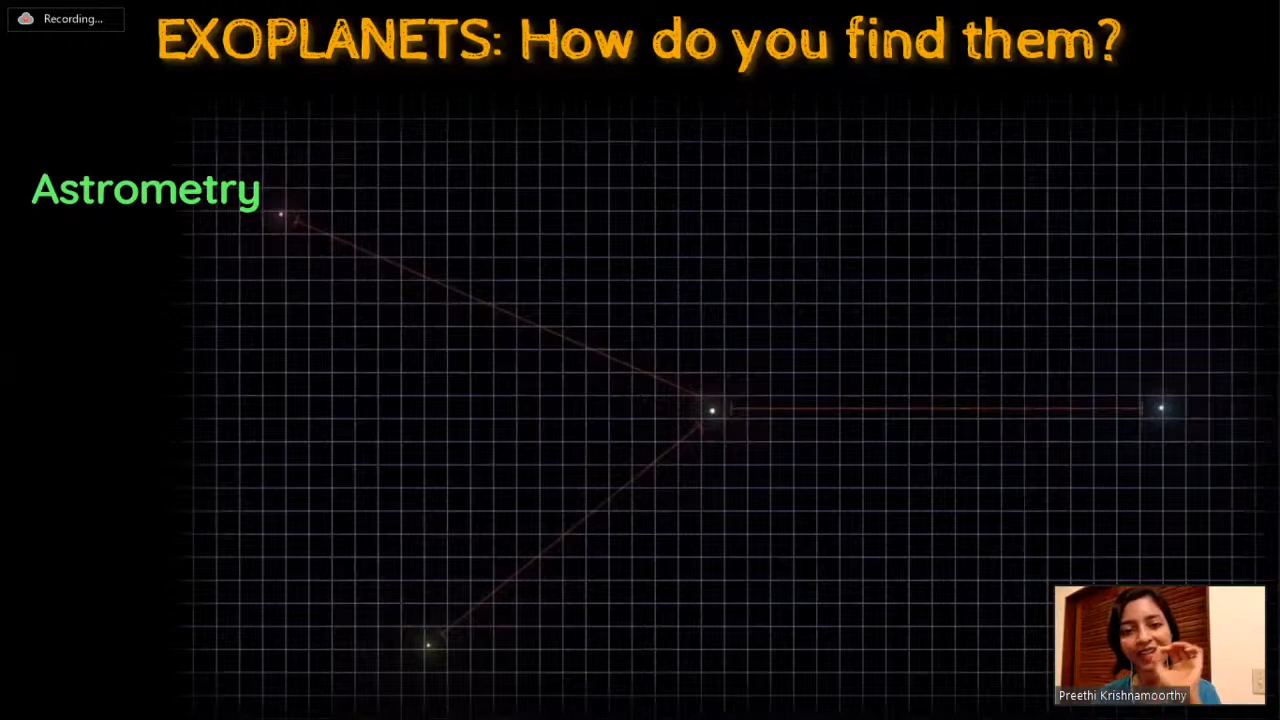 Recording...
EXOPLANETS: How do you find them?
Astrometry
Preethi Krishnamoorthy